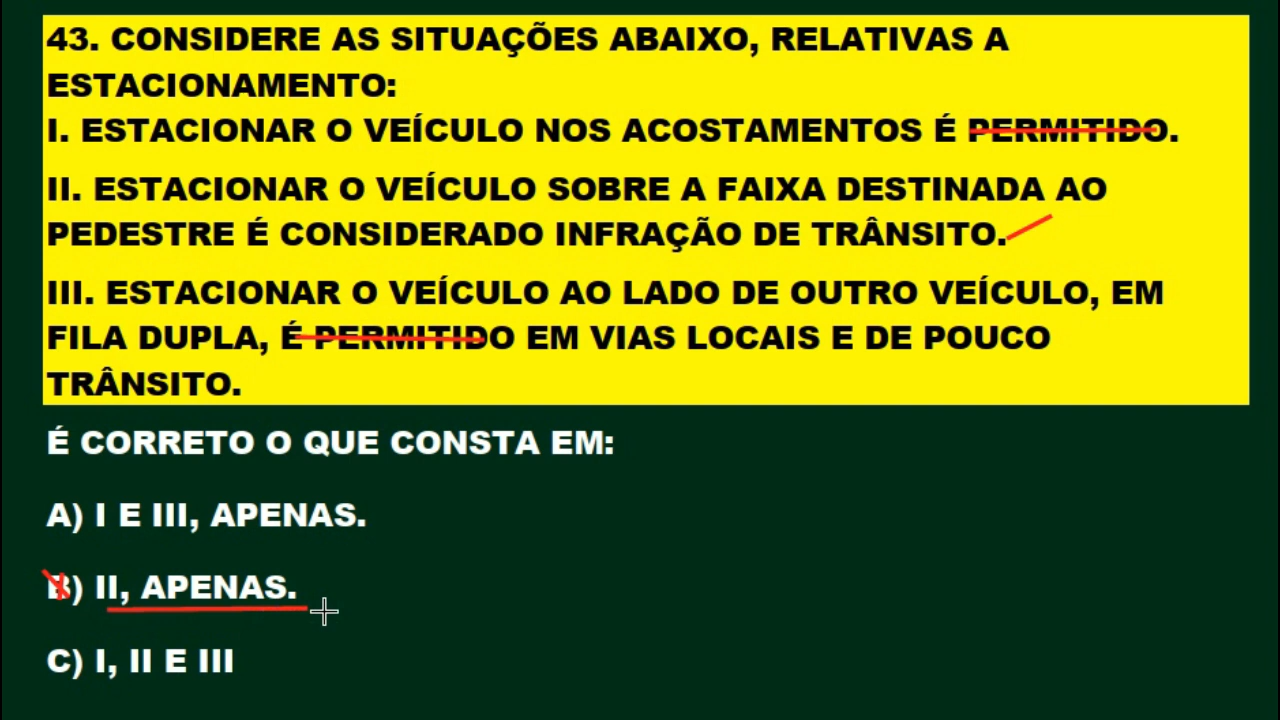 43. CONSIDERE AS SITUAÇÕES ABAIXO, RELATIVAS A
ESTACIONAMENTO:
I. ESTACIONAR O VEÍCULO NOS ACOSTAMENTOS É PERMITIDO.
II. ESTACIONAR O VEÍCULO SOBRE A FAIXA DESTINADA AO
PEDESTRE É CONSIDERADO INFRAÇÃO DE TRÂNSITO.
III. ESTACIONAR O VEÍCULO AO LADO DE OUTRO VEÍCULO, EM
FILA DUPLA, É PERMITIDO EM VIAS LOCAIS E DE POUCO
TRÂNSITO.
É CORRETO O QUE CONSTA EM:
A) I E III, APENAS.
B) II, APENAS.
C) I, II E III